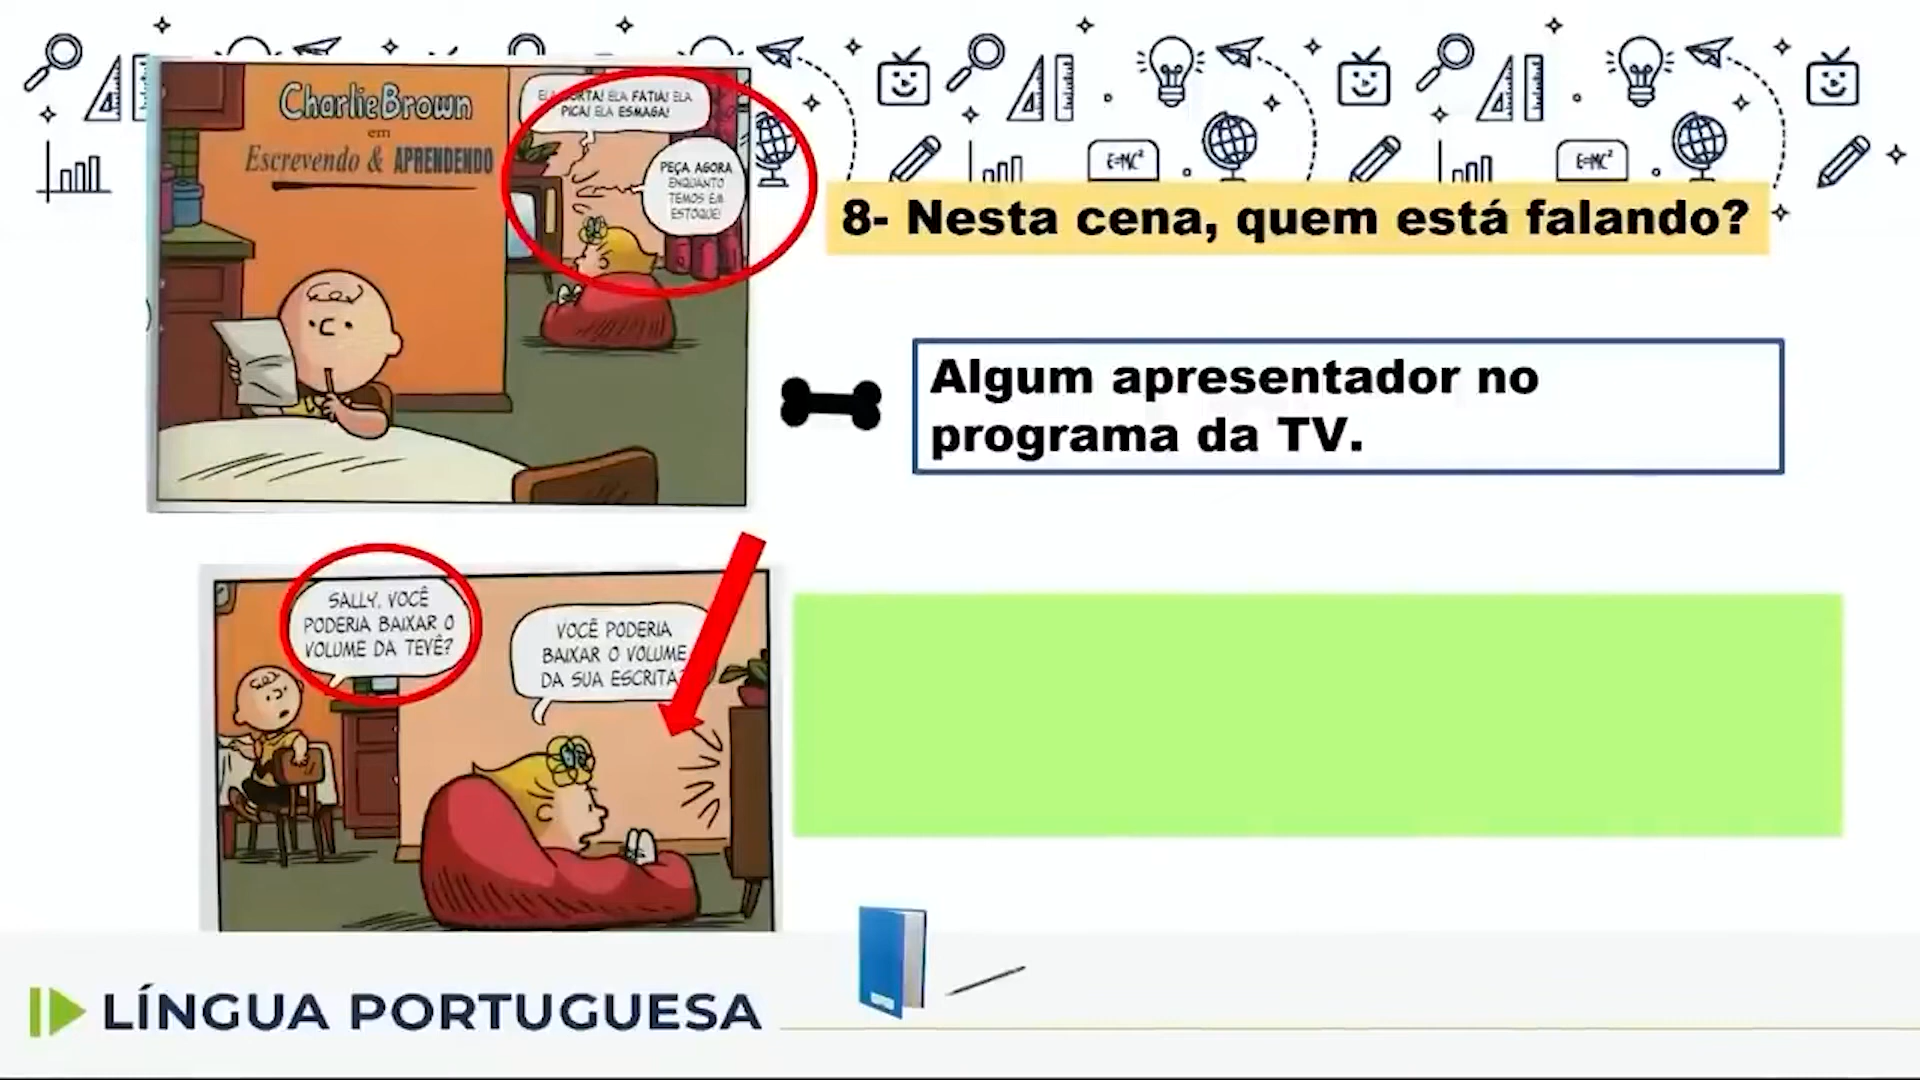 CharlieBrown
em
Escrevendo & APRENDENDO
ELA CORTA! ELA FATIA! ELA
PICA! ELA ESMAGA!
PEÇA AGORA
ENQUANTO
TEMOS EM
ESTOQUE!
E=MC²
E=MC²
8- Nesta cena, quem está falando?
Algum apresentador no
programa da TV.
SALLY, VOCÊ
PODERIA BAIXAR O
VOLUME DA TEVÊ?
VOCÊ PODERIA
BAIXAR O VOLUME
DA SUA ESCRITA?
LÍNGUA PORTUGUESA